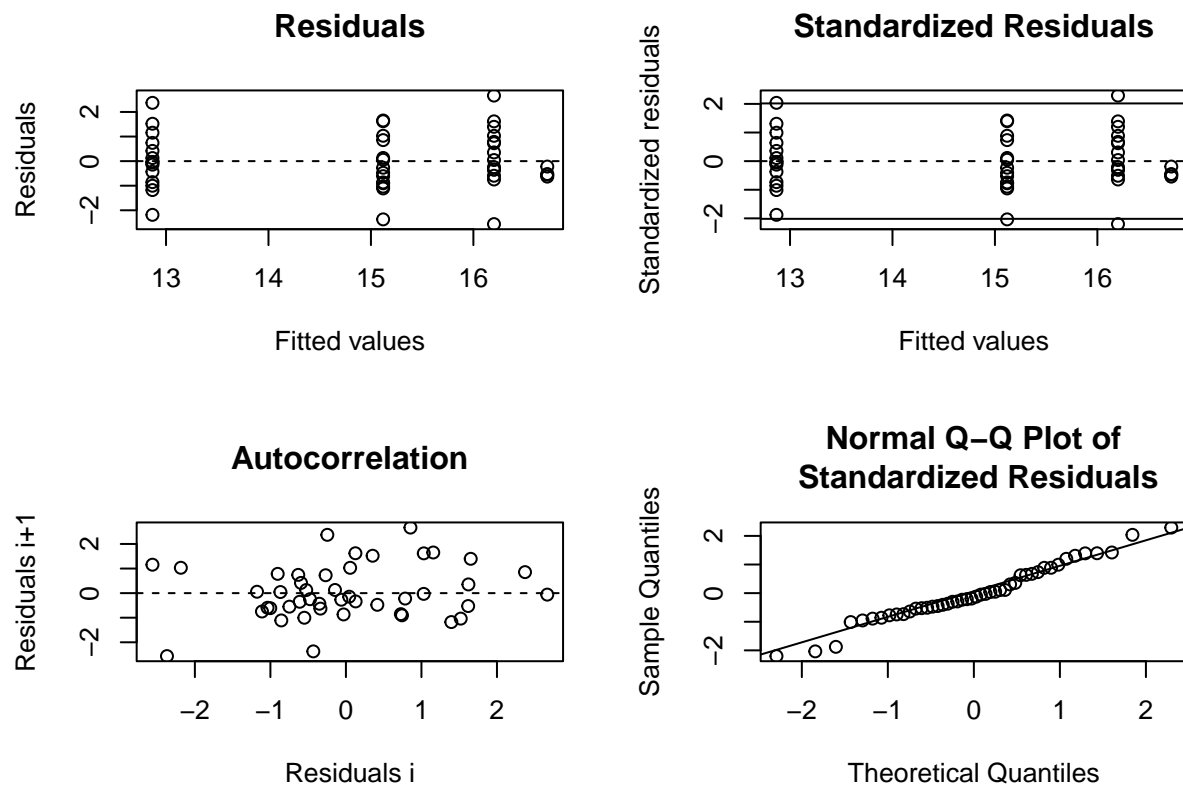 Residuals
Residuals
2
0
−2
13
14
15
16
Fitted values
Standardized Residuals
Standardized residuals
2
0
−2
13
14
15
16
Fitted values
Autocorrelation
Residuals i+1
2
0
−2
−2
−1
0
1
2
Residuals i
Normal Q−Q Plot of
Standardized Residuals
Sample Quantiles
2
0
−2
−2
−1
0
1
2
Theoretical Quantiles